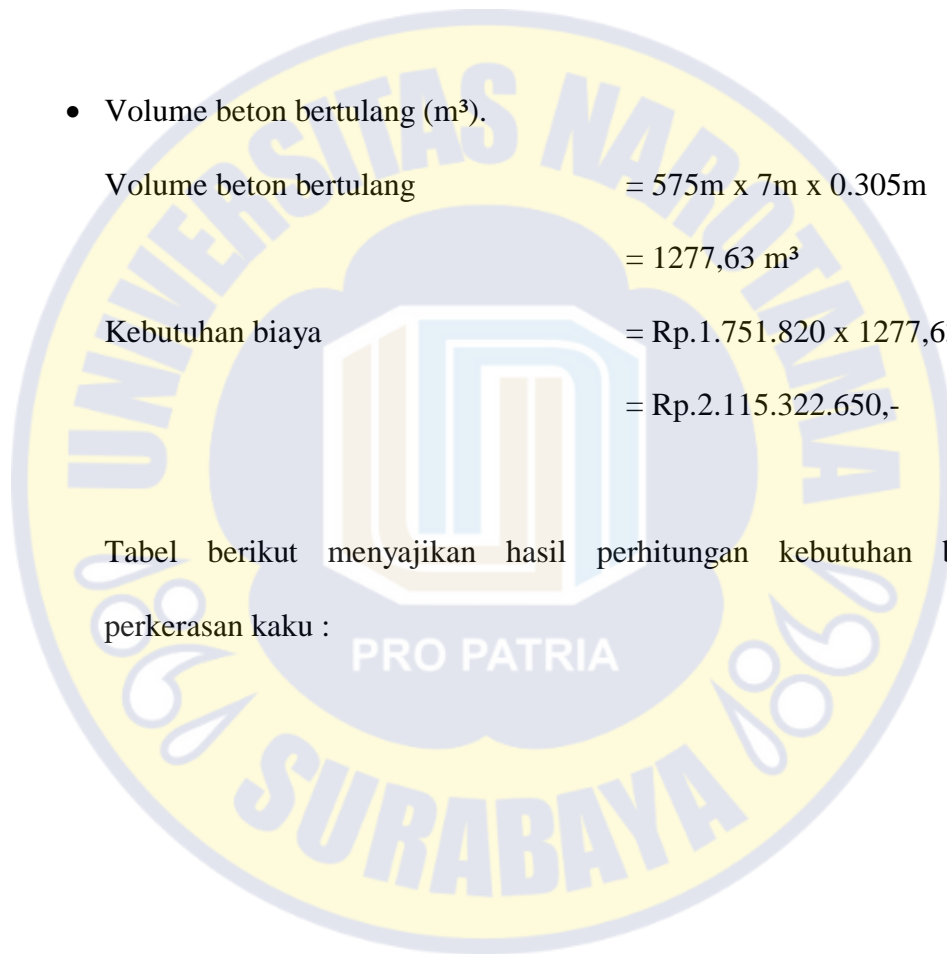 UNIVERSITAS NAROTAMA
• Volume beton bertulang (m³).
Volume beton bertulang = 575m x 7m x 0.305m
= 1277,63 m³
Kebutuhan biaya = Rp.1.751.820 x 1277,6
= Rp.2.115.322.650,-
Tabel berikut menyajikan hasil perhitungan kebutuhan
perkerasan kaku :
PRO PATRIA
SURABAYA